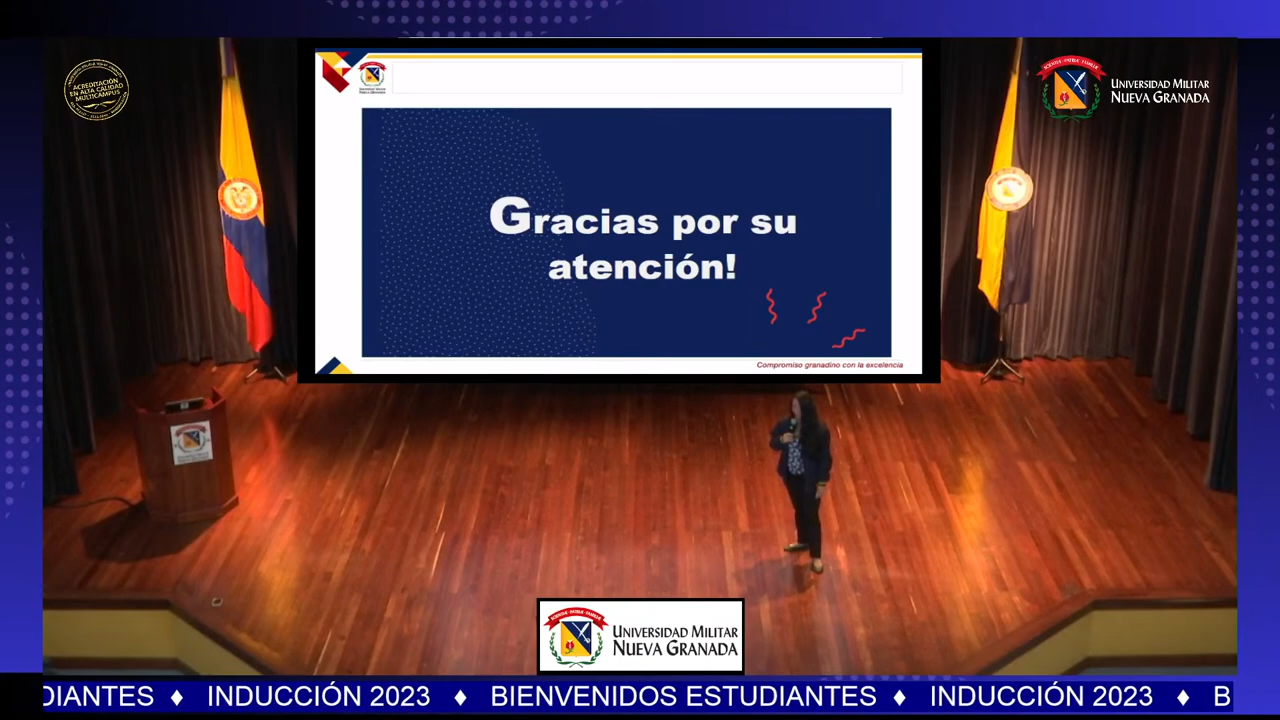 ACREDITACIÓN
EN ALTA CALIDAD
MULTICAMPUS
UNIVERSIDAD MILITAR
NUEVA GRANADA
Gracias por su
atención!
Compromiso granadino con la excelencia
UNIVERSIDAD MILITAR
NUEVA GRANADA
DIANTES ♦ INDUCCIÓN 2023 ♦ BIENVENIDOS ESTUDIANTES ♦ INDUCCIÓN 2023 ♦ B